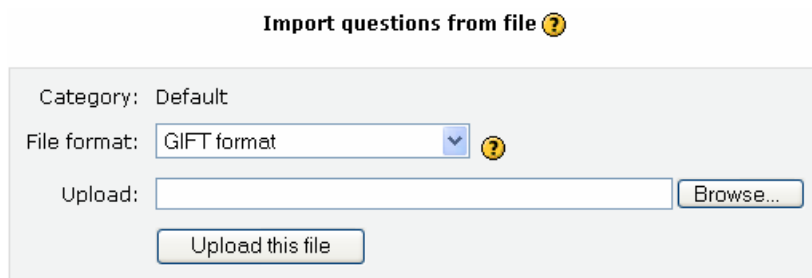 Import questions from file ?
Category: Default
File format: GIFT format ?
Upload: Browse...
Upload this file